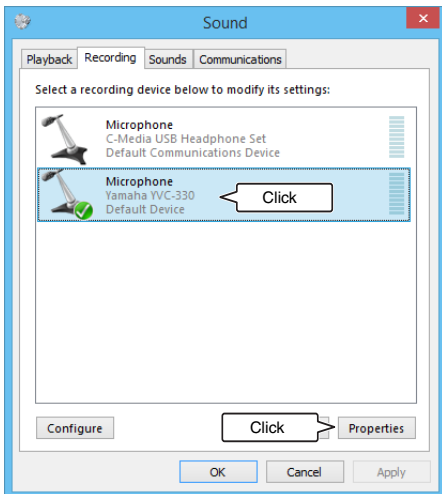 Sound
Playback Recording Sounds Communications
Select a recording device below to modify its settings:
Microphone
C-Media USB Headphone Set
Default Communications Device
Microphone
Yamaha YVC-330
Default Device
Click
Configure
Click
Properties
OK
Cancel
Apply